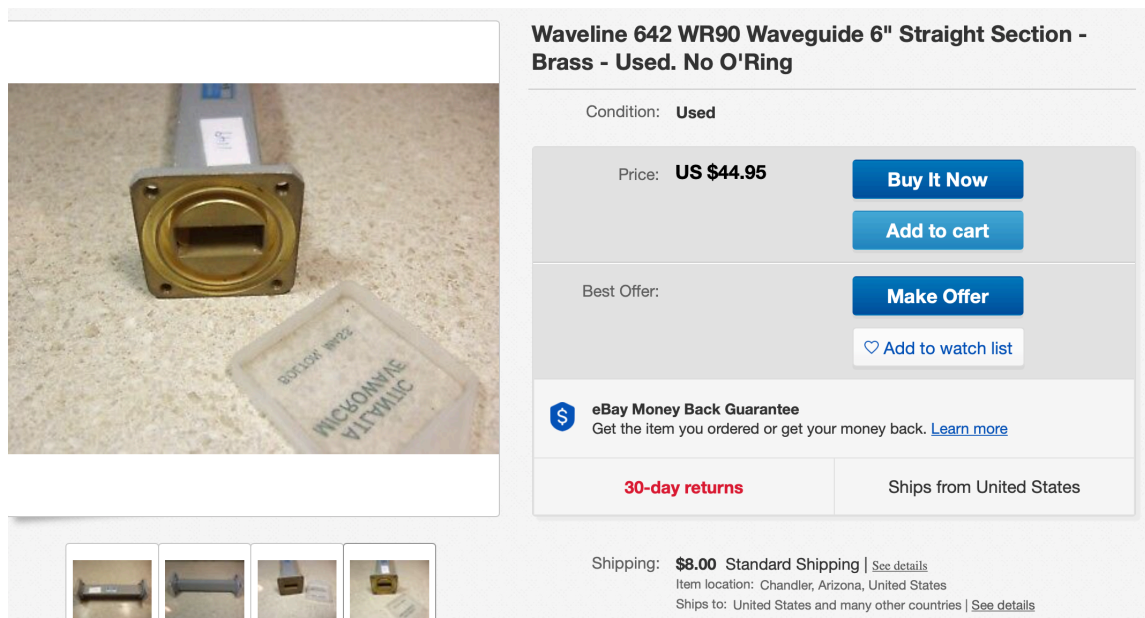 Waveline 642 WR90 Waveguide 6" Straight Section -
Brass - Used. No O'Ring
Condition: Used
Price: US $44.95
Buy It Now
Add to cart
Best Offer:
Make Offer
Add to watch list
eBay Money Back Guarantee
Get the item you ordered or get your money back. Learn more
30-day returns
Ships from United States
Shipping: $8.00 Standard Shipping | See details
Item location: Chandler, Arizona, United States
Ships to: United States and many other countries | See details
ATLANTIC
MICROWAVE
BOLTON MASS